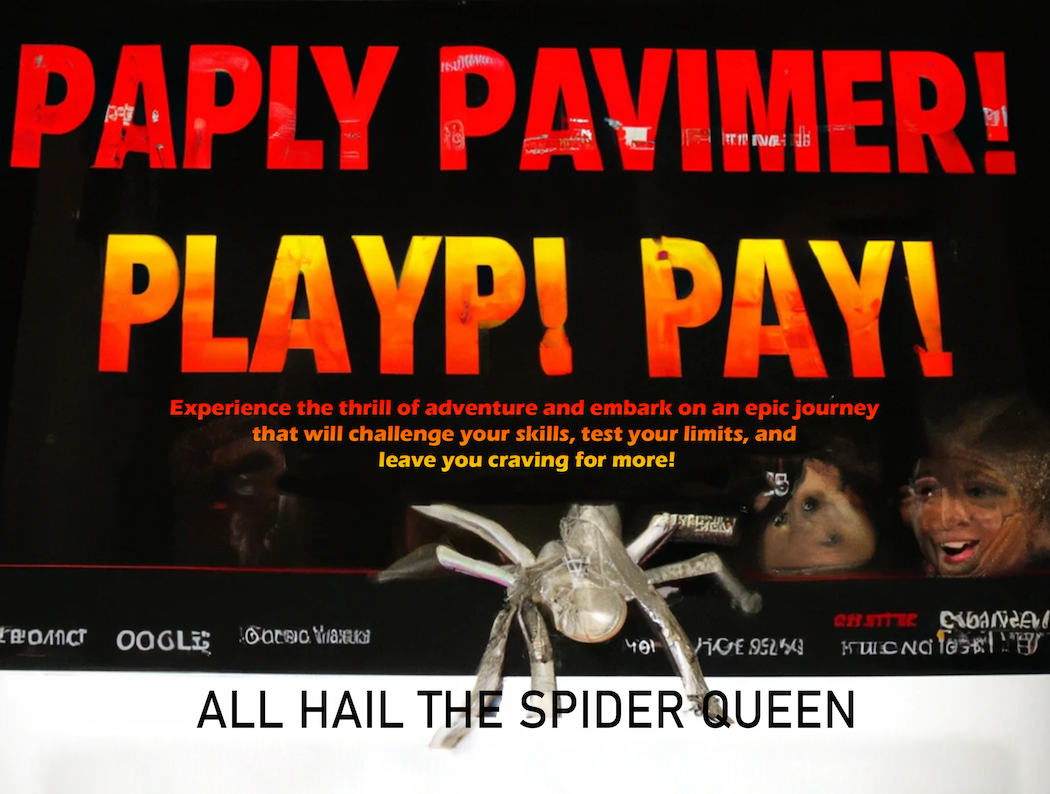 PAPLY PAVIMER!
PLAYP! PAY!
Experience the thrill of adventure and embark on an epic journey
that will challenge your skills, test your limits, and
leave you craving for more!
OOGLE
ALL HAIL THE SPIDER QUEEN